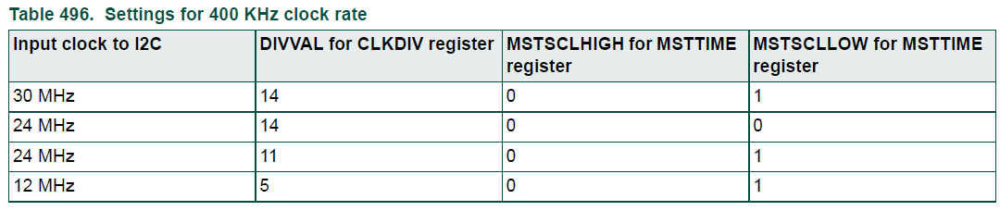 Table 496. Settings for 400 KHz clock rate
Input clock to I2C DIVVAL for CLKDIV register MSTSCLHIGH for MSTTIME register MSTSCLLOW for MSTTIME register
30 MHz 14 0 1
24 MHz 14 0 0
24 MHz 11 0 1
12 MHz 5 0 1